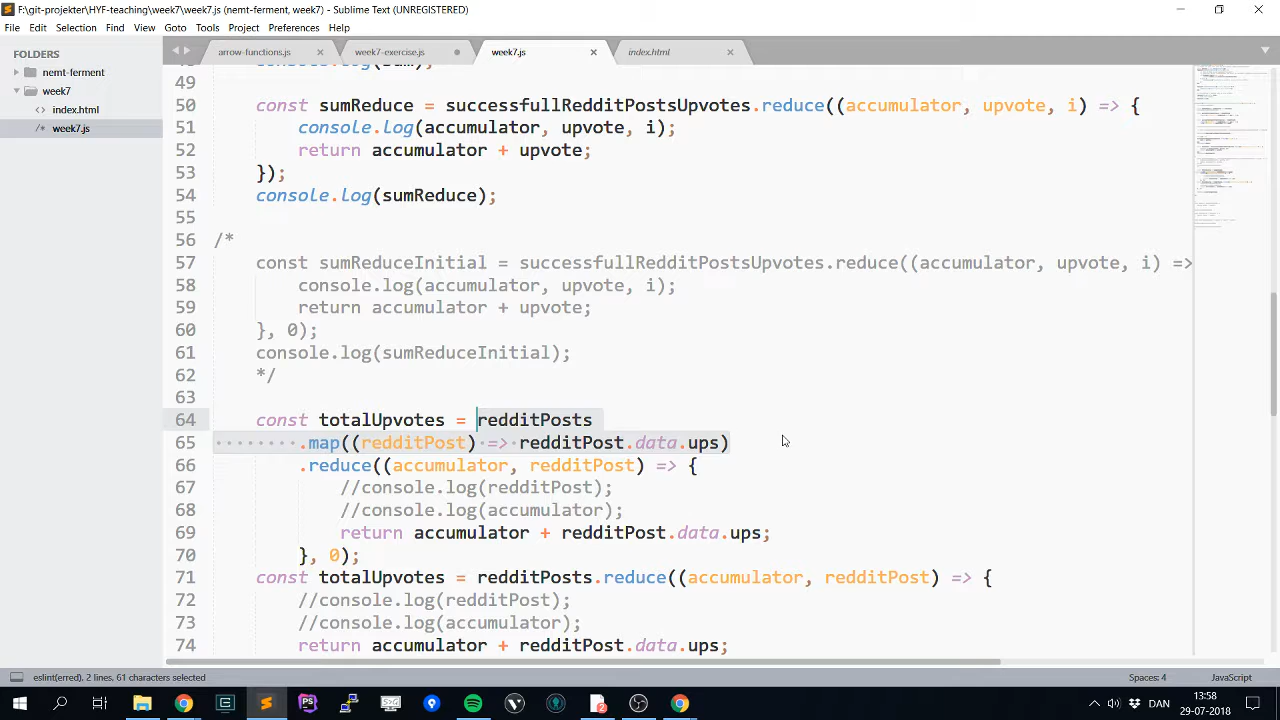 F:\git-projekter\HYF-teaching\week7\week7.js (nemt-ferment, week7) - Sublime Text (UNREGISTERED)
File Edit Selection Find View Goto Tools Project Preferences Help
FOLDERS
nemt-ferment
week7
arrow-functions.js
week7-exercise.js
week7.js
index.html
49
50 const sumReduce = successfullRedditPostsUpvotes.reduce((accumulator, upvote, i) => {
51 console.log(accumulator, upvote, i);
52 return accumulator + upvote;
53 });
54 console.log(sumReduce);
55
56 /*
57 const sumReduceInitial = successfullRedditPostsUpvotes.reduce((accumulator, upvote, i) =>
58 console.log(accumulator, upvote, i);
59 return accumulator + upvote;
60 }, 0);
61 console.log(sumReduceInitial);
62 */
63
64 const totalUpvotes = redditPosts
65 .map((redditPost) => redditPost.data.ups)
66 .reduce((accumulator, redditPost) => {
67 //console.log(redditPost);
68 //console.log(accumulator);
69 return accumulator + redditPost.data.ups;
70 }, 0);
71 const totalUpvotes = redditPosts.reduce((accumulator, redditPost) => {
72 //console.log(redditPost);
73 //console.log(accumulator);
74 return accumulator + redditPost.data.ups;
eslint(erred), 2 lines, 61 characters selected
Spaces: 4
JavaScript
DAN
13:58
29-07-2018